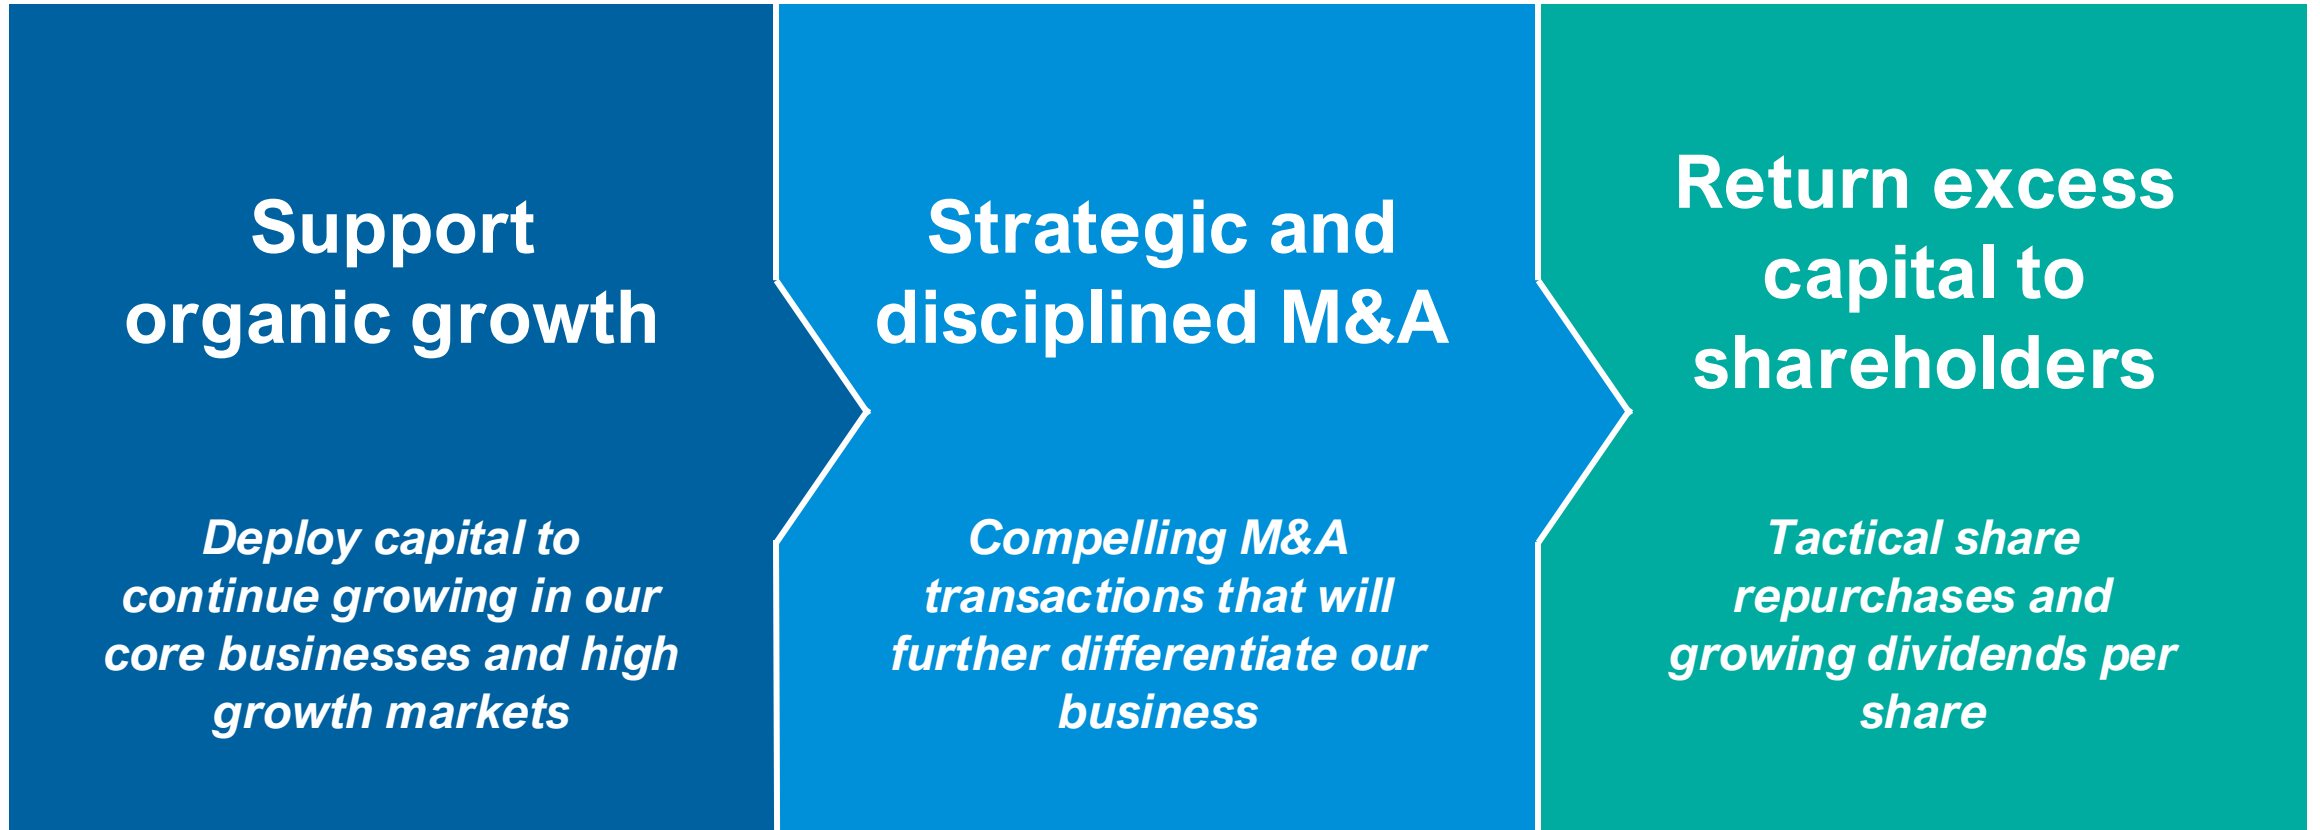 Support
organic growth
Deploy capital to
continue growing in our
core businesses and high
growth markets
Strategic and
disciplined M&A
Compelling M&A
transactions that will
further differentiate our
business
Return excess
capital to
shareholders
Tactical share
repurchases and
growing dividends per
share